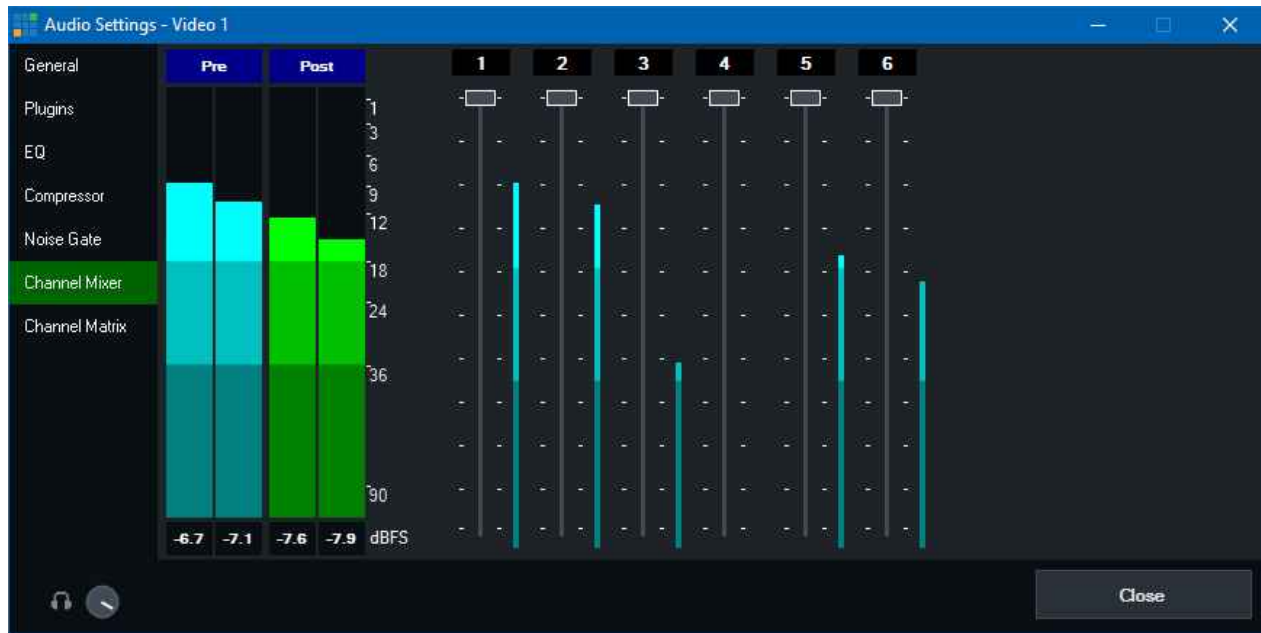 Audio Settings - Video 1
General
Plugins
EQ
Compressor
Noise Gate
Channel Mixer
Channel Matrix
Pre Post
1
3
6
9
12
18
24
36
90
-6.7 -7.1 -7.6 -7.9 dBFS
1 2 3 4 5 6
Close